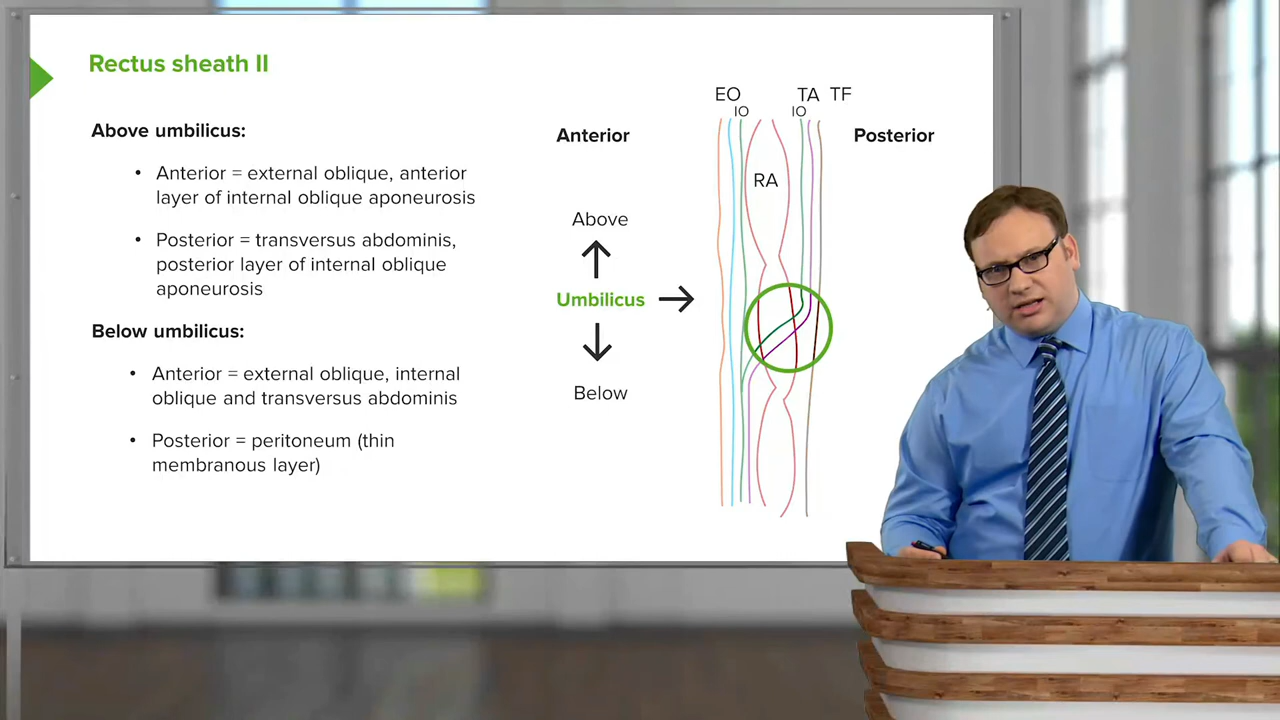 Rectus sheath II
Above umbilicus:
• Anterior = external oblique, anterior
layer of internal oblique aponeurosis
• Posterior = transversus abdominis,
posterior layer of internal oblique
aponeurosis
Below umbilicus:
• Anterior = external oblique, internal
oblique and transversus abdominis
• Posterior = peritoneum (thin
membranous layer)
EO TA TF
IO IO
Anterior Posterior
RA
Above
Umbilicus
Below